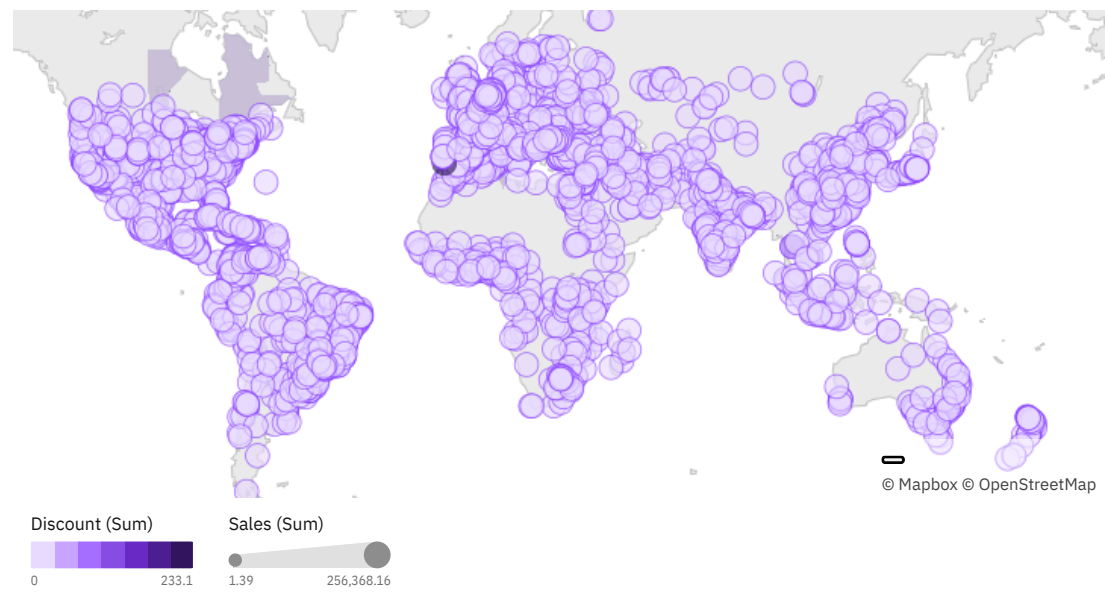 © Mapbox © OpenStreetMap
Discount (Sum)
Sales (Sum)
0
233.1
1.39
256,368.16